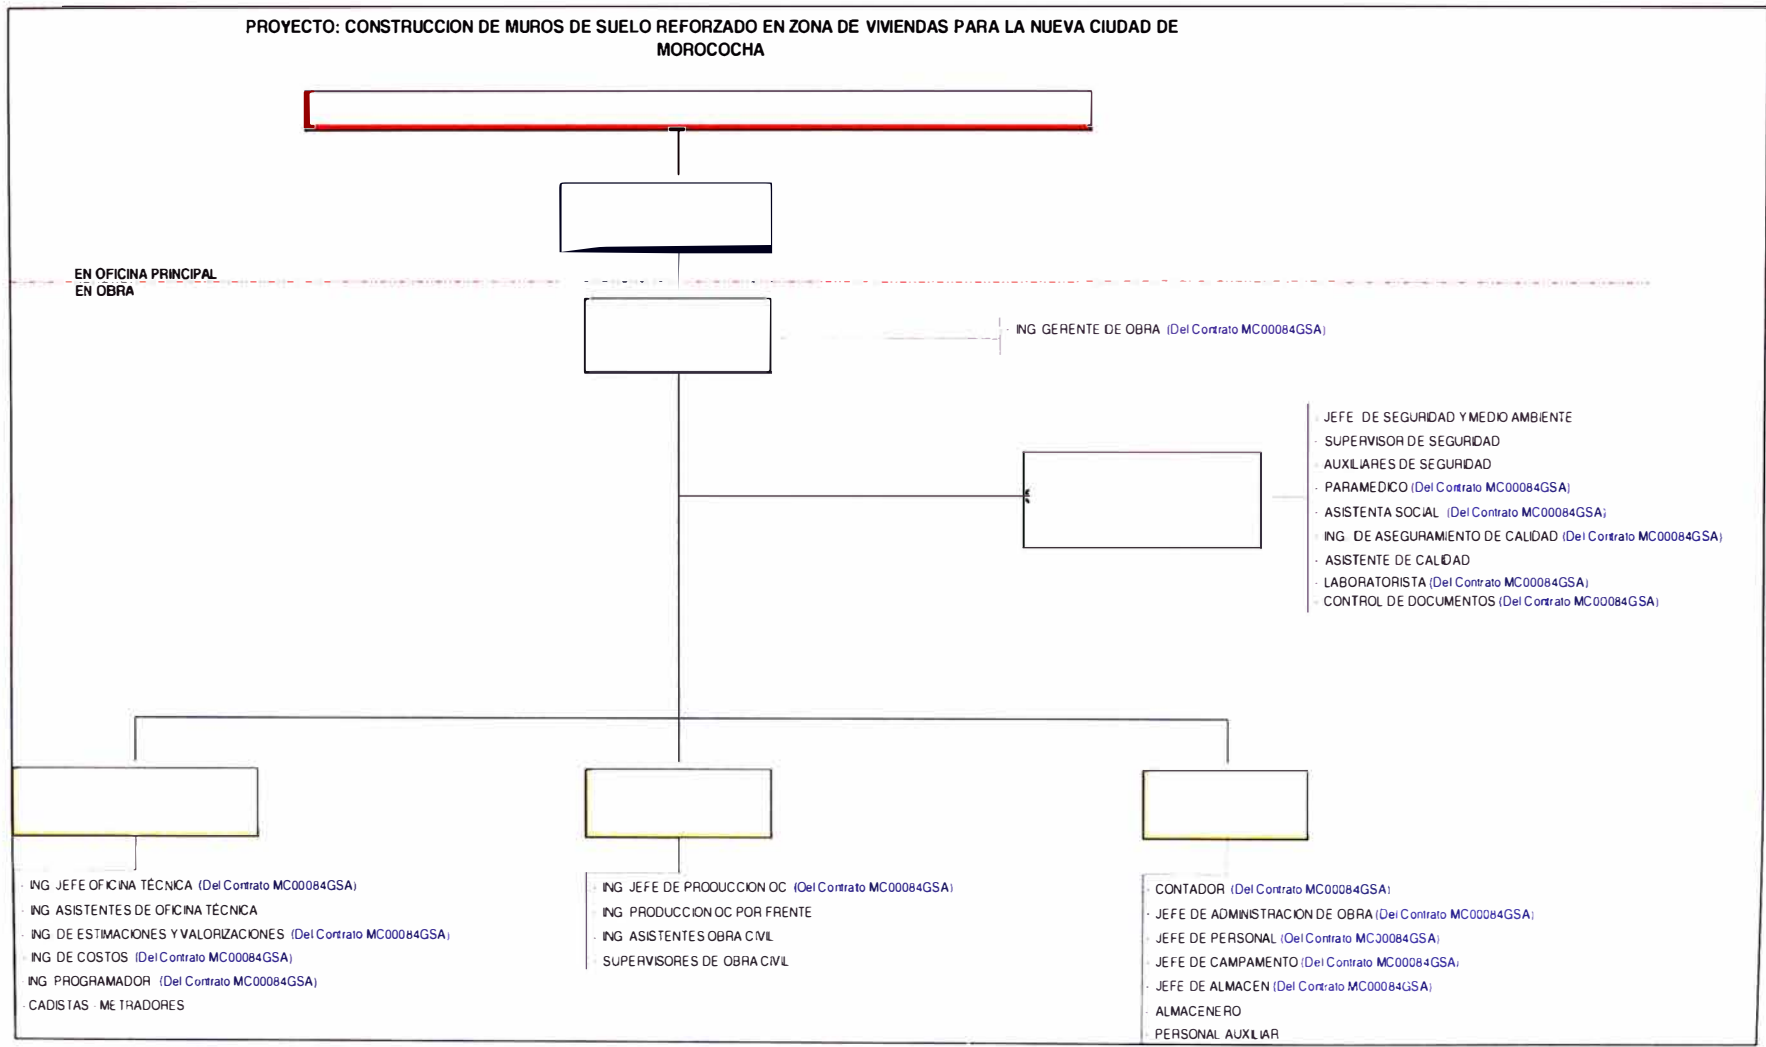 PROYECTO: CONSTRUCCION DE MUROS DE SUELO REFORZADO EN ZONA DE VIVIENDAS PARA LA NUEVA CIUDAD DE
MOROCOCHA
EN OFICINA PRINCIPAL
EN OBRA
ING GERENTE DE OBRA (Del Contrato MC00084GSA)
- JEFE DE SEGURIDAD Y MEDIO AMBIENTE
- SUPERVISOR DE SEGURIDAD
- AUXILIARES DE SEGURIDAD
- PARAMEDICO (Del Contrato MC00084GSA)
- ASISTENTA SOCIAL (Del Contrato MC00084GSA)
- ING. DE ASEGURAMIENTO DE CALIDAD (Del Contrato MC00084GSA)
- ASISTENTE DE CALIDAD
- LABORATORISTA (Del Contrato MC00084GSA)
- CONTROL DE DOCUMENTOS (Del Contrato MC00084GSA)
- ING JEFE OFICINA TÉCNICA (Del Contrato MC00084GSA)
- ING ASISTENTES DE OFICINA TÉCNICA
- ING DE ESTIMACIONES Y VALORIZACIONES (Del Contrato MC00084GSA)
- ING DE COSTOS (Del Contrato MC00084GSA)
ING PROGRAMADOR (Del Contrato MC00084GSA)
- CADISTAS - METRADORES
- ING JEFE DE PRODUCCION OC (Del Contrato MC00084GSA)
- ING PRODUCCION OC POR FRENTE
- ING ASISTENTES OBRA CIVIL
- SUPERVISORES DE OBRA CIVIL
- CONTADOR (Del Contrato MC00084GSA)
- JEFE DE ADMINISTRACION DE OBRA (Del Contrato MC00084GSA)
- JEFE DE PERSONAL (Del Contrato MC00084GSA)
- JEFE DE CAMPAMENTO (Del Contrato MC00084GSA)
- JEFE DE ALMACEN (Del Contrato MC00084GSA)
- ALMACENERO
- PERSONAL AUXILIAR